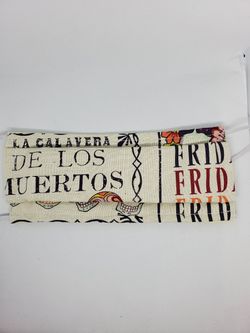 LA CALAVERA
DE LOS
MUERTOS
FRID
FRIDA
FRIDA